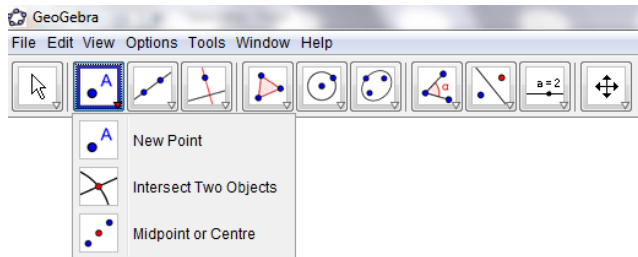 GeoGebra
File Edit View Options Tools Window Help
A
α
a = 2
A New Point
Intersect Two Objects
Midpoint or Centre